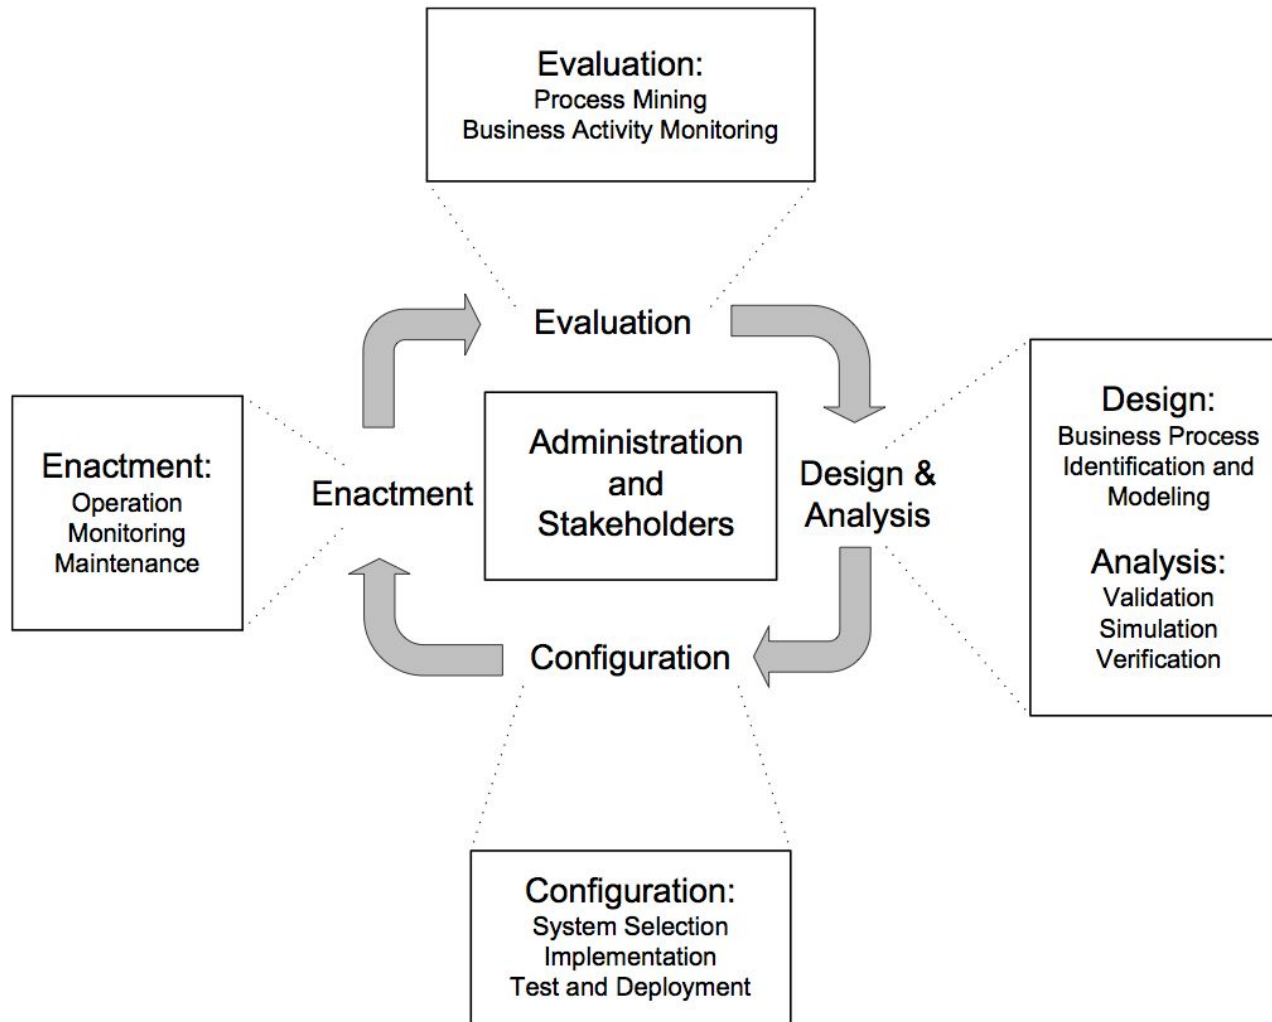 Evaluation:
Process Mining
Business Activity Monitoring
Evaluation
Administration
and
Stakeholders
Design &
Analysis
Design:
Business Process
Identification and
Modeling
Analysis:
Validation
Simulation
Verification
Enactment:
Operation
Monitoring
Maintenance
Enactment
Configuration
Configuration:
System Selection
Implementation
Test and Deployment